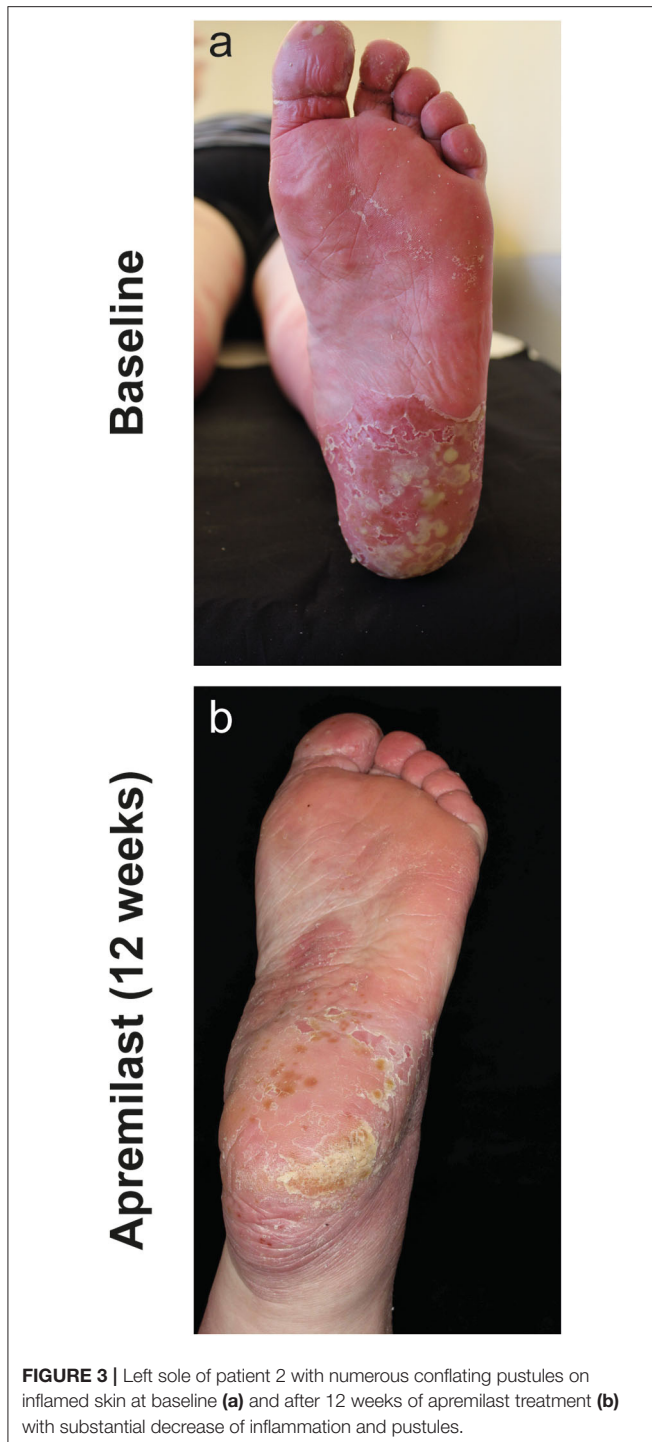 a
Baseline
b
Apremilast (12 weeks)
FIGURE 3 | Left sole of patient 2 with numerous conflating pustules on
inflamed skin at baseline (a) and after 12 weeks of apremilast treatment (b)
with substantial decrease of inflammation and pustules.